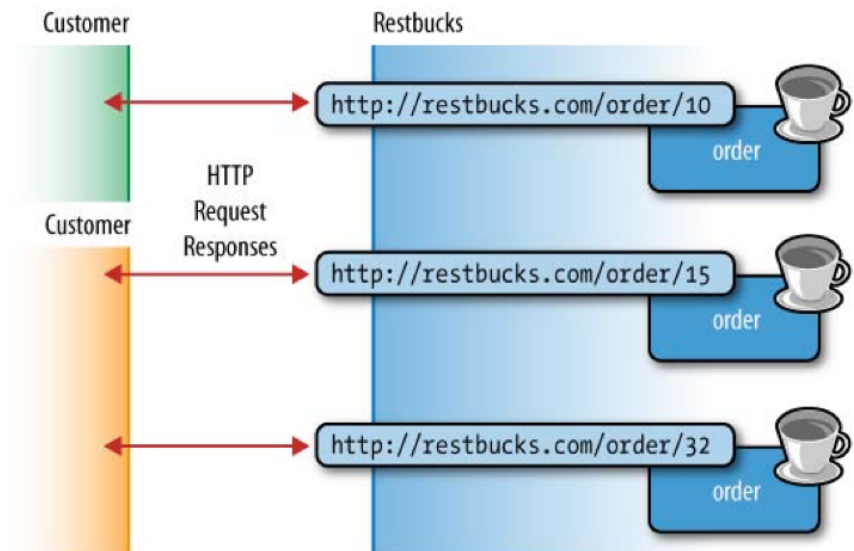 Customer
Restbucks
http://restbucks.com/order/10
order
HTTP
Request
Responses
Customer
http://restbucks.com/order/15
order
http://restbucks.com/order/32
order